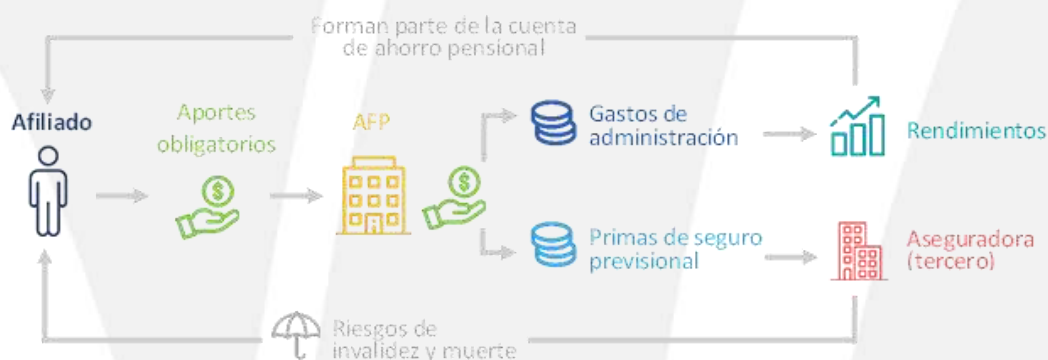 Forman parte de la cuenta
de ahorro pensional
Afiliado
Aportes
obligatorios
AFP
Gastos de
administración
Rendimientos
Primas de seguro
previsional
Aseguradora
(tercero)
Riesgos de
invalidez y muerte